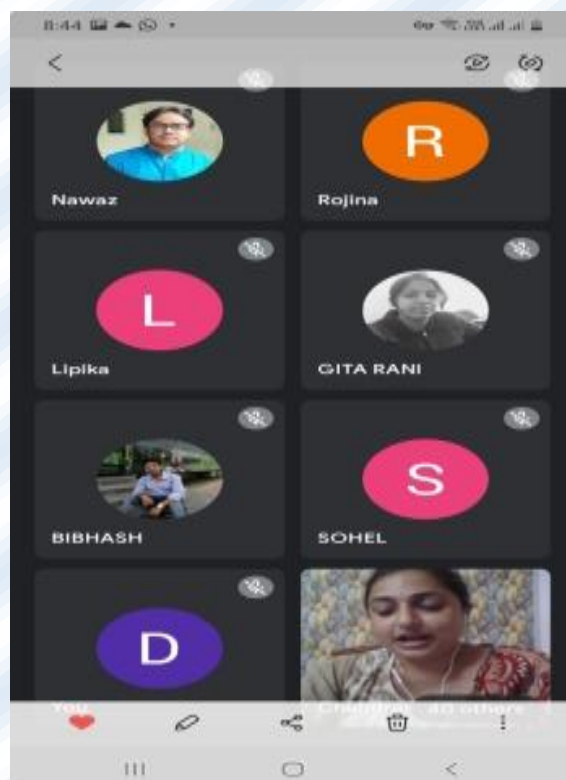 8:44
Nawaz
R
Rojina
L
Lipika
GITA RANI
BIBHASH
S
SOHEL
D
You
40 others